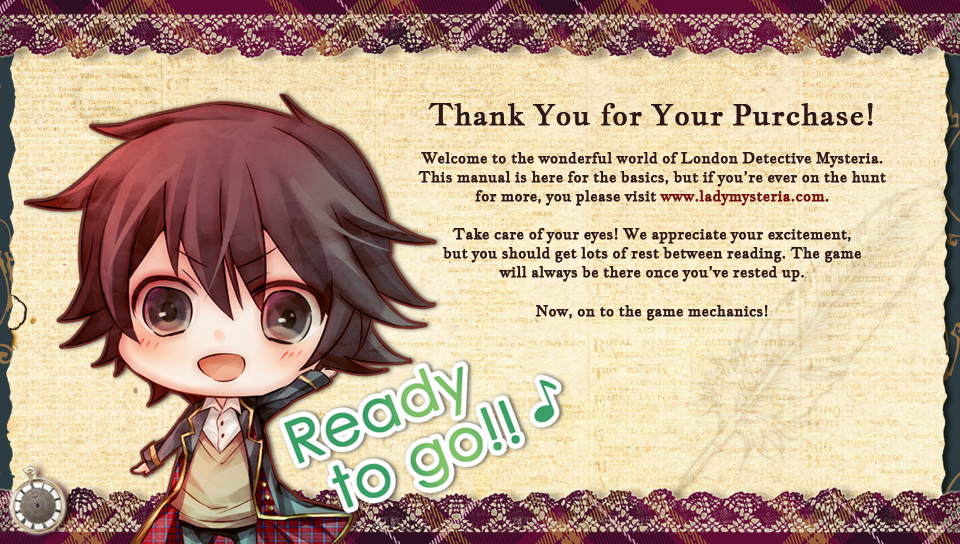 Thank You for Your Purchase!
Welcome to the wonderful world of London Detective Mysteria.
This manual is here for the basics, but if you're ever on the hunt
for more, you please visit www.ladymysteria.com.
Take care of your eyes! We appreciate your excitement,
but you should get lots of rest between reading. The game
will always be there once you've rested up.
Now, on to the game mechanics!
Ready
to go!!♪